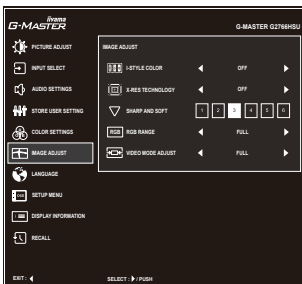 iiyama
G-MASTER
G-MASTER G2766HSU
PICTURE ADJUST
INPUT SELECT
AUDIO SETTINGS
STORE USER SETTING
COLOR SETTINGS
IMAGE ADJUST
LANGUAGE
OSD SETUP MENU
DISPLAY INFORMATION
RECALL
IMAGE ADJUST
I-STYLE COLOR OFF
X-RES TECHNOLOGY OFF
SHARP AND SOFT 1 2 3 4 5 6
RGB RGB RANGE FULL
VIDEO MODE ADJUST FULL
EXIT :
SELECT : / PUSH